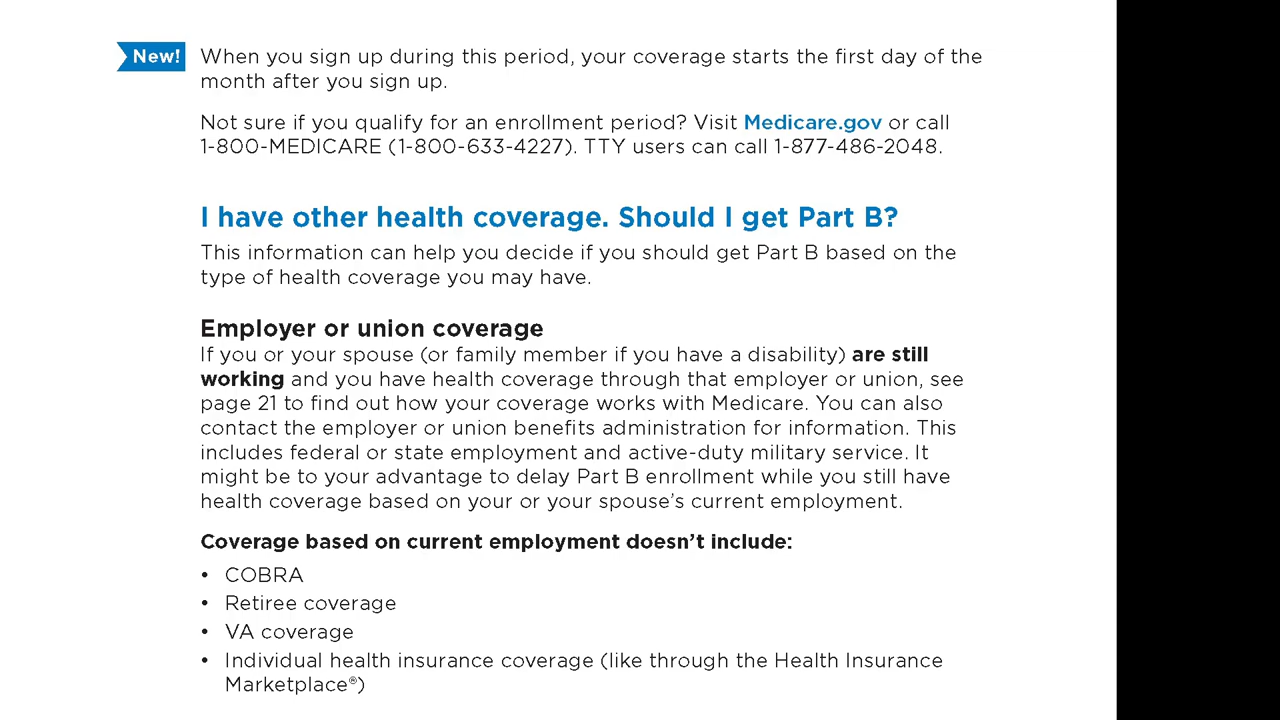 New! When you sign up during this period, your coverage starts the first day of the
month after you sign up.
Not sure if you qualify for an enrollment period? Visit Medicare.gov or call
1-800-MEDICARE (1-800-633-4227). TTY users can call 1-877-486-2048.
I have other health coverage. Should I get Part B?
This information can help you decide if you should get Part B based on the
type of health coverage you may have.
Employer or union coverage
If you or your spouse (or family member if you have a disability) are still
working and you have health coverage through that employer or union, see
page 21 to find out how your coverage works with Medicare. You can also
contact the employer or union benefits administration for information. This
includes federal or state employment and active-duty military service. It
might be to your advantage to delay Part B enrollment while you still have
health coverage based on your or your spouse’s current employment.
Coverage based on current employment doesn’t include:
• COBRA
• Retiree coverage
• VA coverage
• Individual health insurance coverage (like through the Health Insurance
Marketplace®)